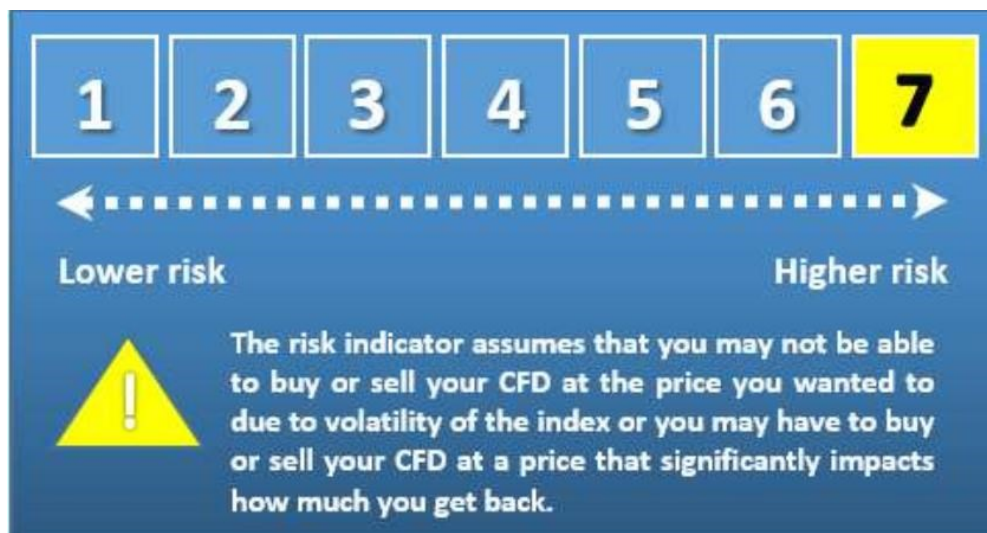 1 2 3 4 5 6 7
Lower risk Higher risk
The risk indicator assumes that you may not be able
to buy or sell your CFD at the price you wanted to
due to volatility of the index or you may have to buy
or sell your CFD at a price that significantly impacts
how much you get back.
!